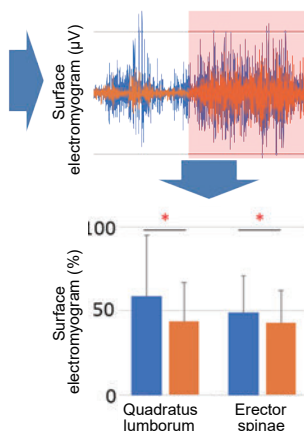 Surface
electromyogram (μV)
*
*
Surface
electromyogram (%)
100
50
0
Quadratus
lumborum
Erector
spinae